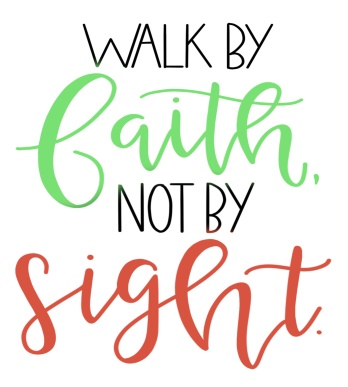 WALK BY
faith,
NOT BY
sight.